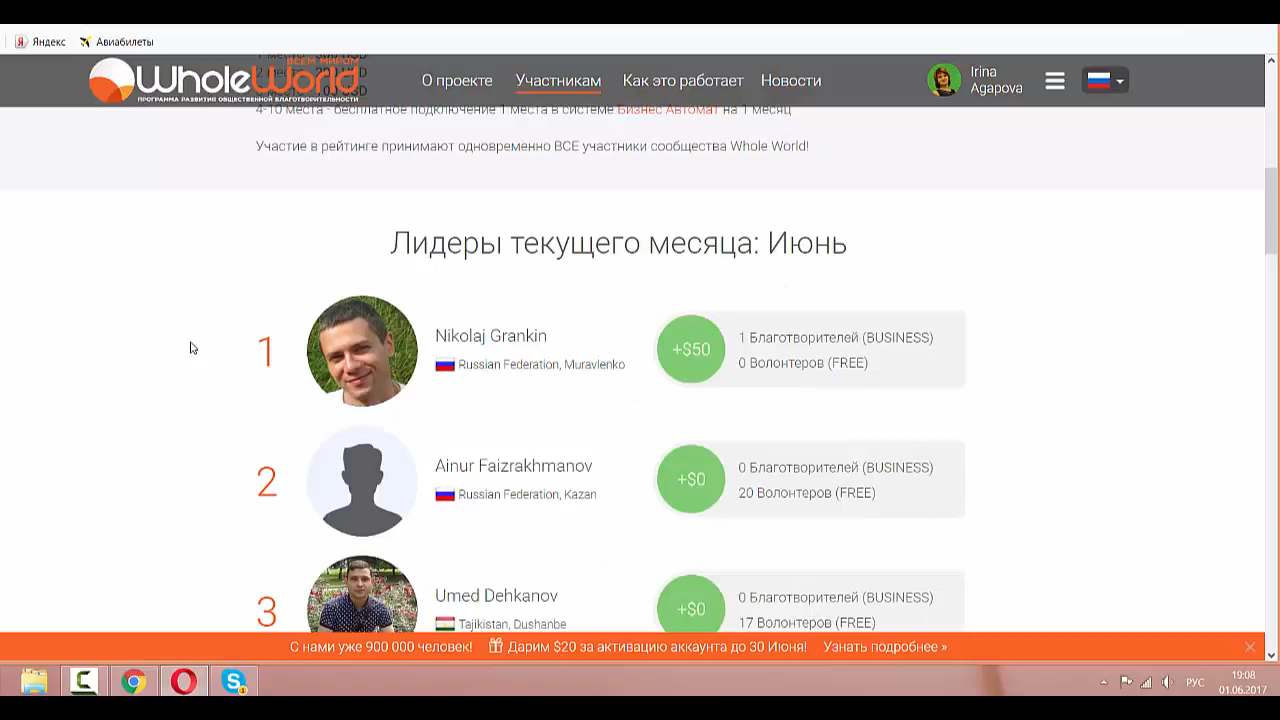 Яндекс Авиабилеты
ВСЕМ МИРОМ
WholeWorld
ПРОГРАММА РАЗВИТИЯ ОБЩЕСТВЕННОЙ БЛАГОТВОРИТЕЛЬНОСТИ
О проекте Участникам Как это работает Новости
Irina
Agapova
4-10 места - бесплатное подключение 1 места в системе Бизнес Автомат на 1 месяц
Участие в рейтинге принимают одновременно ВСЕ участники сообщества Whole World!
Лидеры текущего месяца: Июнь
1
Nikolaj Grankin
Russian Federation, Muravlenko
+$50
1 Благотворителей (BUSINESS)
0 Волонтеров (FREE)
2
Ainur Faizrakhmanov
Russian Federation, Kazan
+$0
0 Благотворителей (BUSINESS)
20 Волонтеров (FREE)
3
Umed Dehkanov
Tajikistan, Dushanbe
+$0
0 Благотворителей (BUSINESS)
17 Волонтеров (FREE)
С нами уже 900 000 человек! Дарим $20 за активацию аккаунта до 30 Июня! Узнать подробнее »
РУС
19:08
01.06.2017